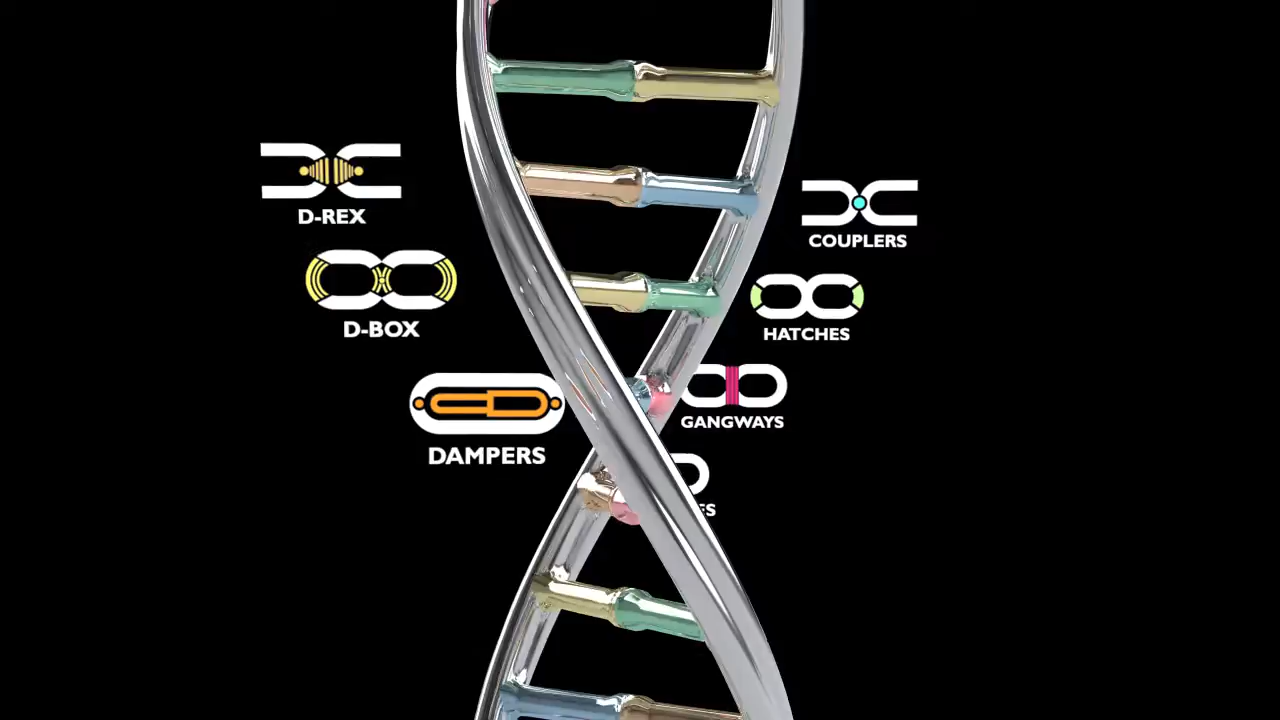 D-REX
COUPLERS
D-BOX
HATCHES
GANGWAYS
DAMPERS